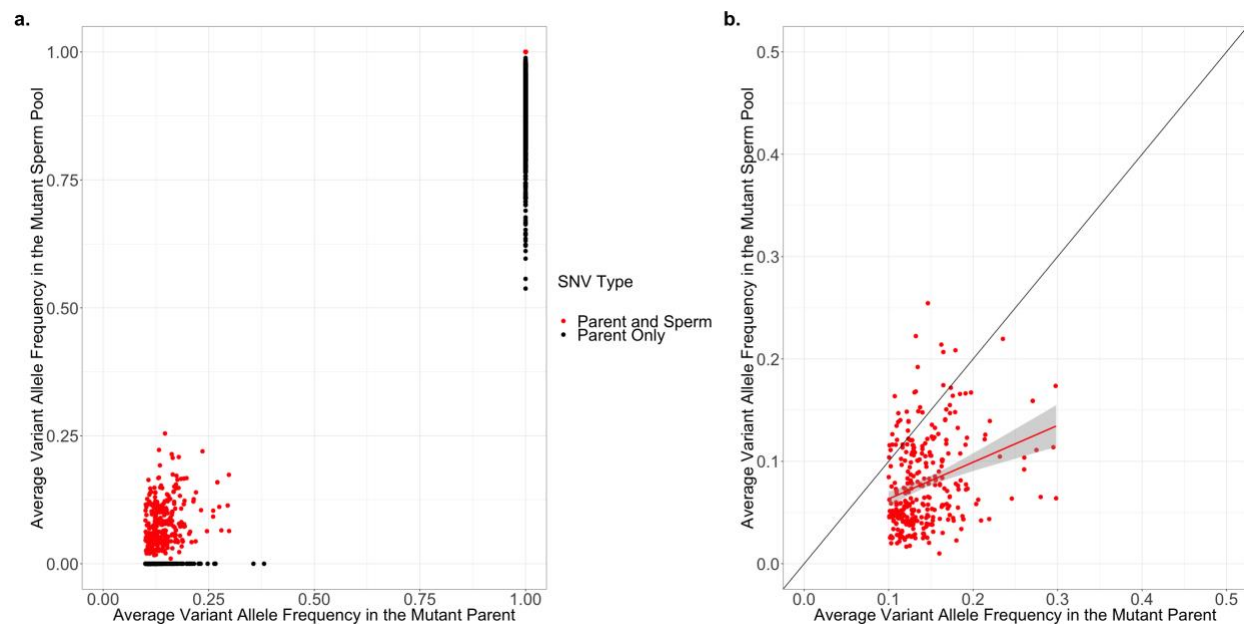 a.
Average Variant Allele Frequency in the Mutant Sperm Pool
1.00
0.75
0.50
0.25
0.00
0.00 0.25 0.50 0.75 1.00
Average Variant Allele Frequency in the Mutant Parent
SNV Type
Parent and Sperm
Parent Only
b.
Average Variant Allele Frequency in the Mutant Sperm Pool
0.5
0.4
0.3
0.2
0.1
0.0
0.0 0.1 0.2 0.3 0.4 0.5
Average Variant Allele Frequency in the Mutant Parent